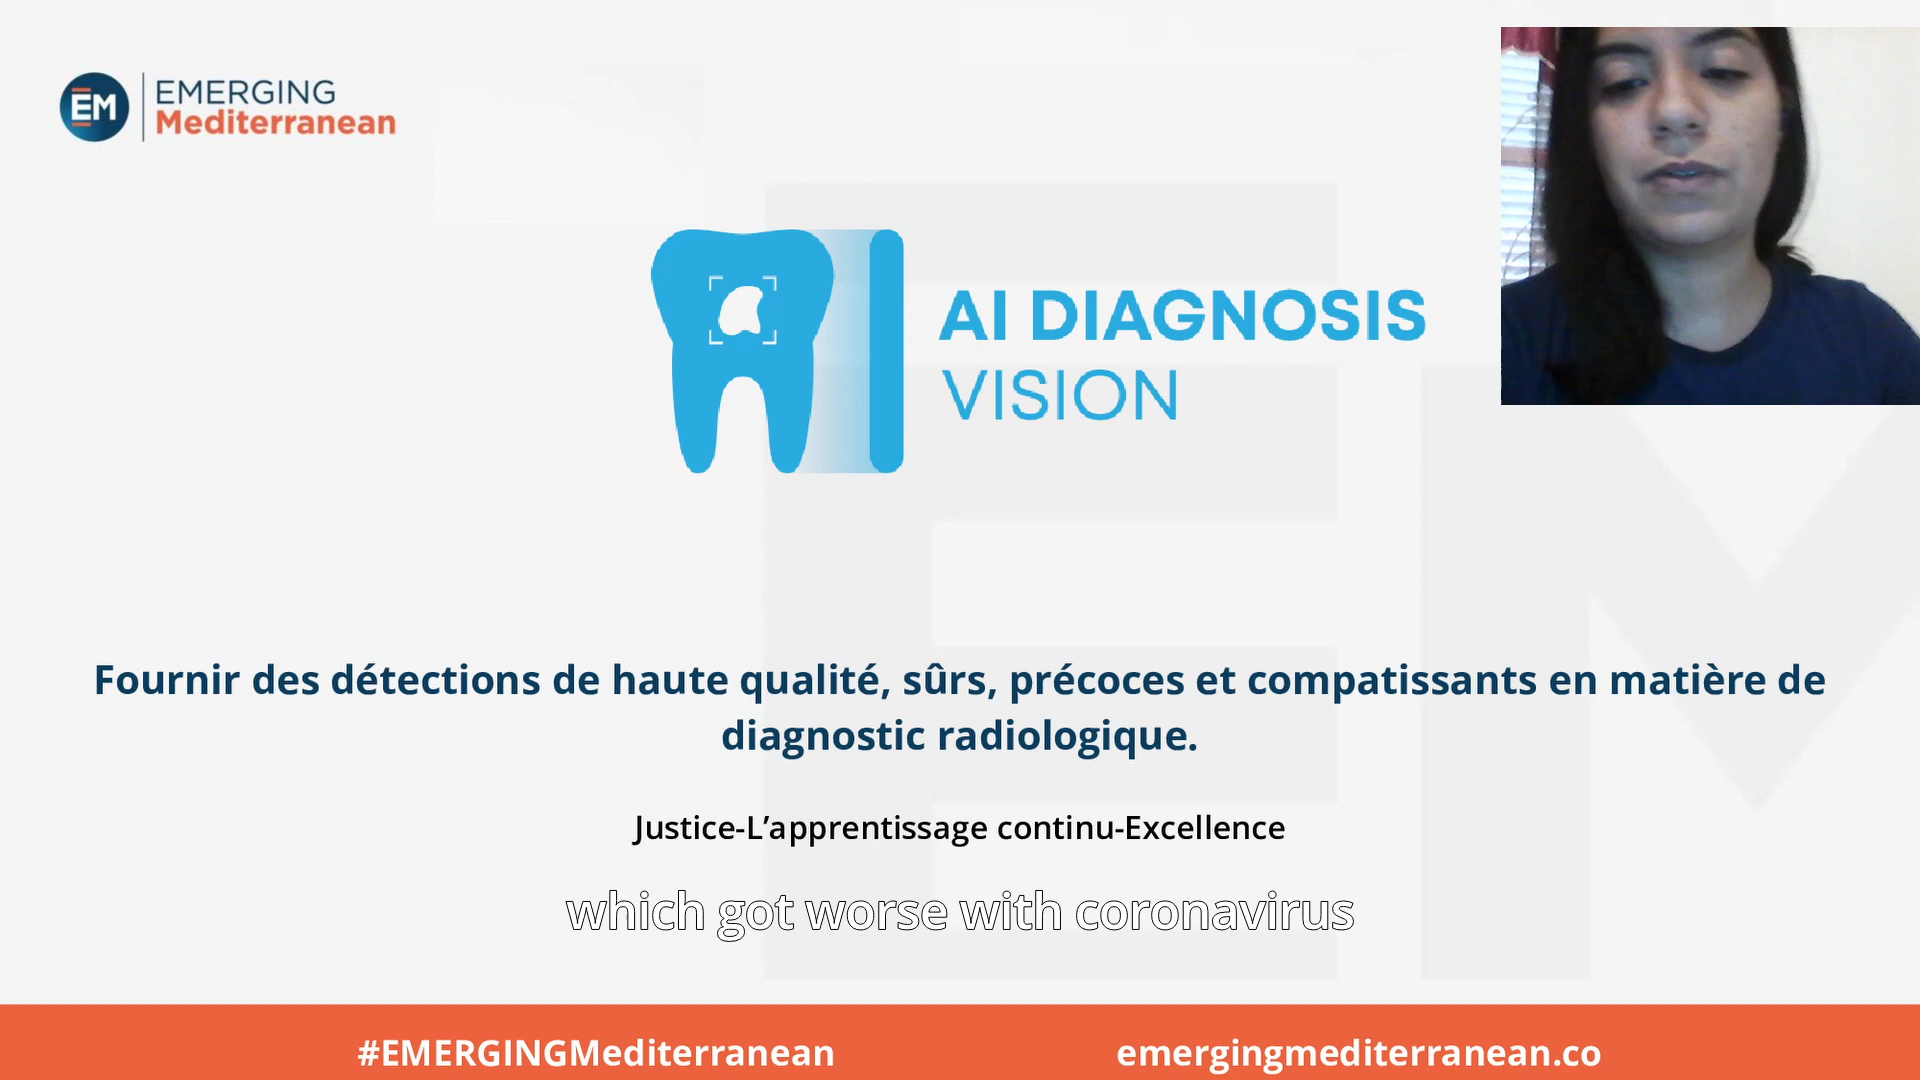 EM
EMERGING
Mediterranean
AI DIAGNOSIS
VISION
Fournir des détections de haute qualité, sûrs, précoces et compatissants en matière de
diagnostic radiologique.
Justice-L’apprentissage continu-Excellence
which got worse with coronavirus
#EMERGINGMediterranean
emergingmediterranean.co